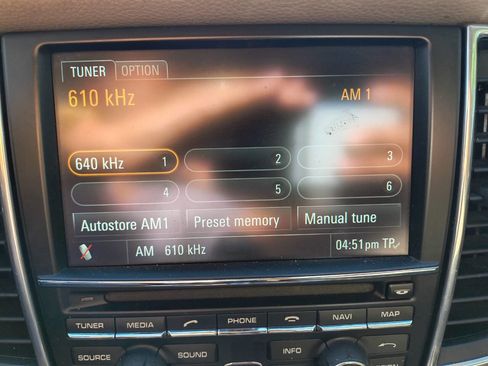 TUNER OPTION
610 kHz AM 1
640 kHz 1 2 3
4 5 6
Autostore AM1 Preset memory Manual tune
AM 610 kHz 04:51pm TP
TUNER MEDIA PHONE NAVI MAP
SOURCE SOUND INFO